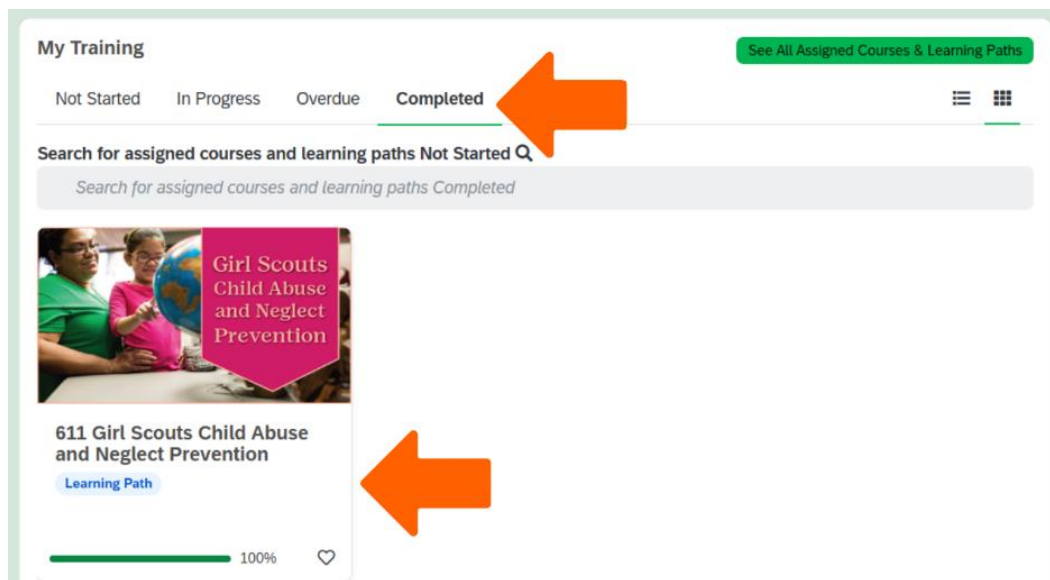 My Training
See All Assigned Courses & Learning Paths
Not Started In Progress Overdue Completed
Search for assigned courses and learning paths Not Started
Search for assigned courses and learning paths Completed
Girl Scouts
Child Abuse
and Neglect
Prevention
611 Girl Scouts Child Abuse
and Neglect Prevention
Learning Path
100%